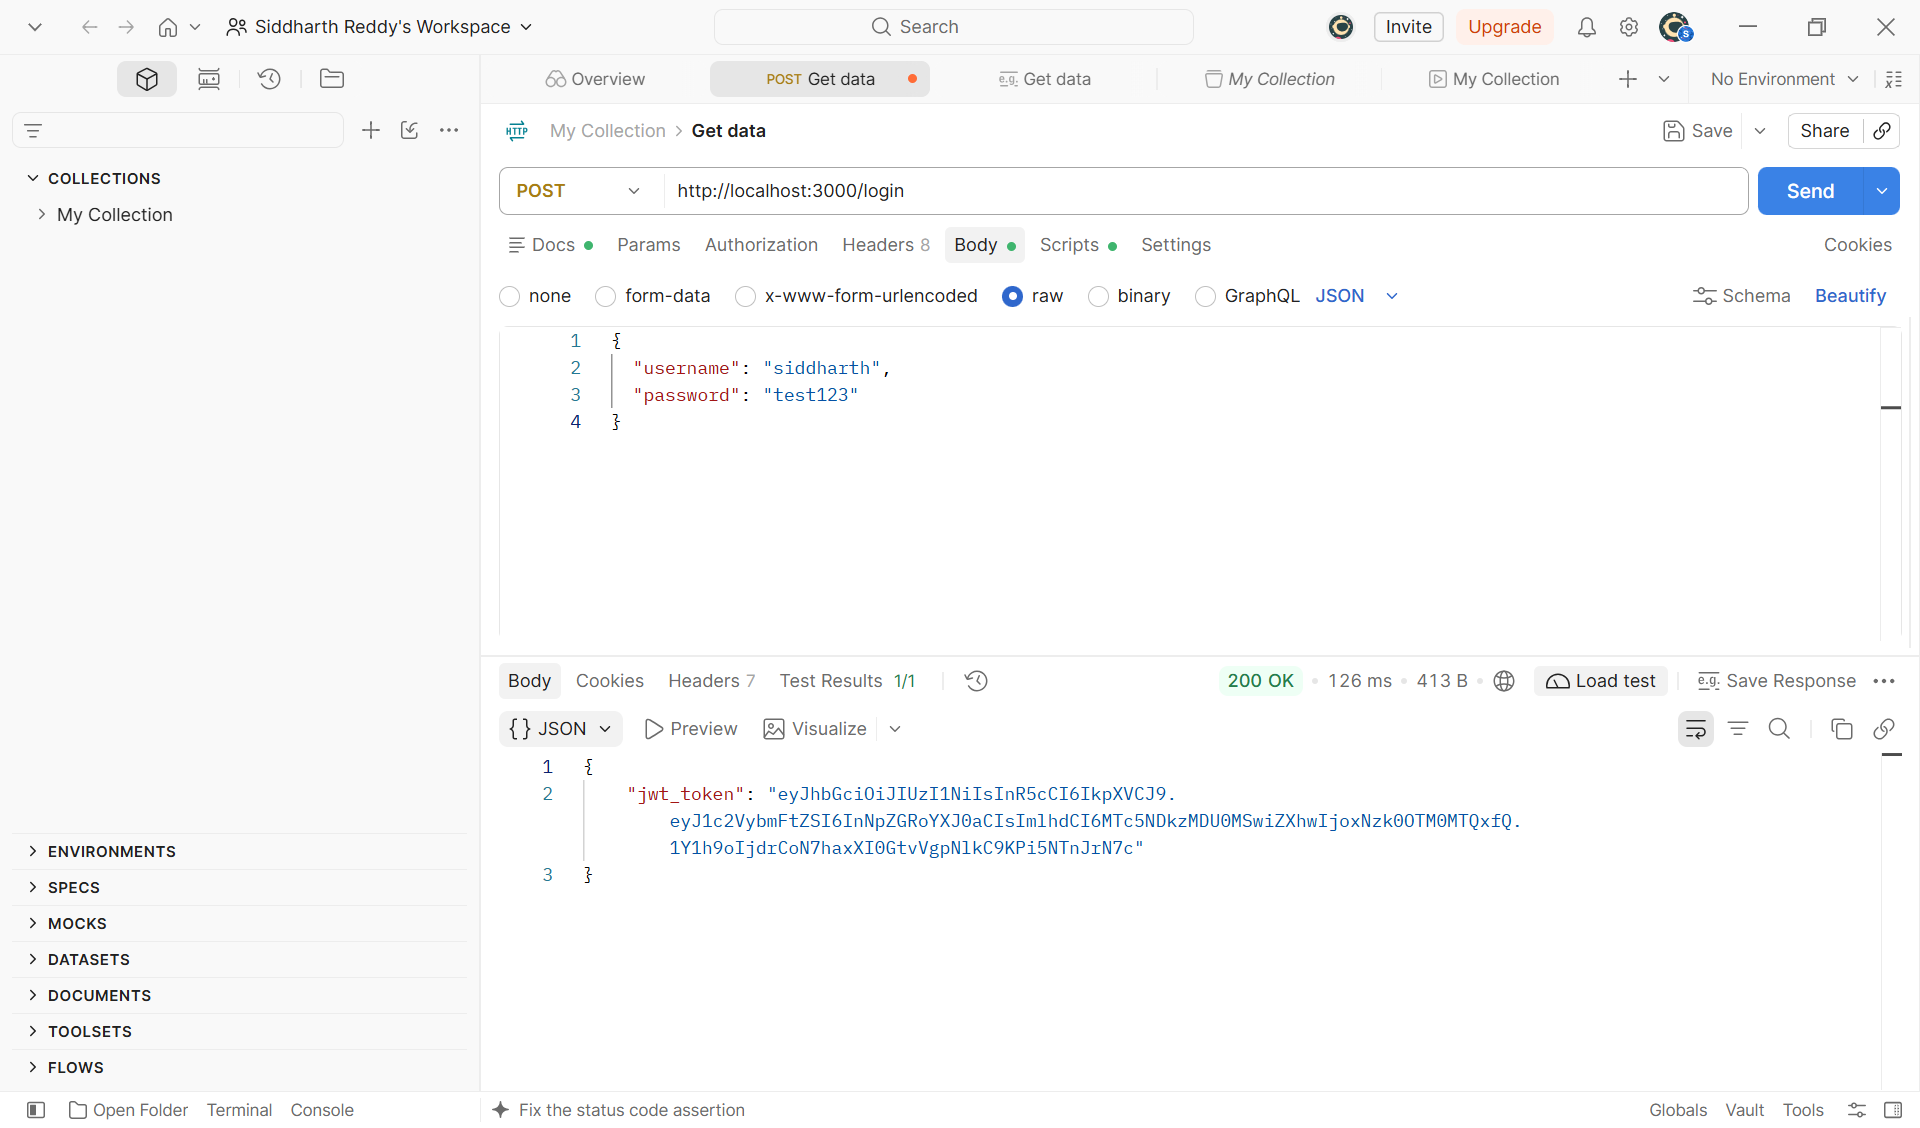 Siddharth Reddy's Workspace
Search
Invite
Upgrade
S
Overview
POST Get data
e.g. Get data
My Collection
My Collection
No Environment
HTTP My Collection > Get data
Save
Share
COLLECTIONS
My Collection
POST
http://localhost:3000/login
Send
Docs
Params
Authorization
Headers 8
Body
Scripts
Settings
Cookies
none
form-data
x-www-form-urlencoded
raw
binary
GraphQL
JSON
Schema
Beautify
1 {
2 "username": "siddharth",
3 "password": "test123"
4 }
Body
Cookies
Headers 7
Test Results 1/1
200 OK • 126 ms • 413 B
Load test
e.g. Save Response
{} JSON
Preview
Visualize
1 {
2 "jwt_token": "eyJhbGciOiJIUzI1NiIsInR5cCI6IkpXVCJ9.
eyJ1c2VybmFtZSI6InNpZGRoYXJ0aCIsImlhdCI6MTc5NDkzMDU0MSwiZXhwIjoxNzk0OTM0MTQxfQ.
1Y1h9oIjdrCoN7haxXI0GtvVgpNlkC9KPi5NTnJrN7c"
3 }
ENVIRONMENTS
SPECS
MOCKS
DATASETS
DOCUMENTS
TOOLSETS
FLOWS
Open Folder
Terminal
Console
Fix the status code assertion
Globals
Vault
Tools